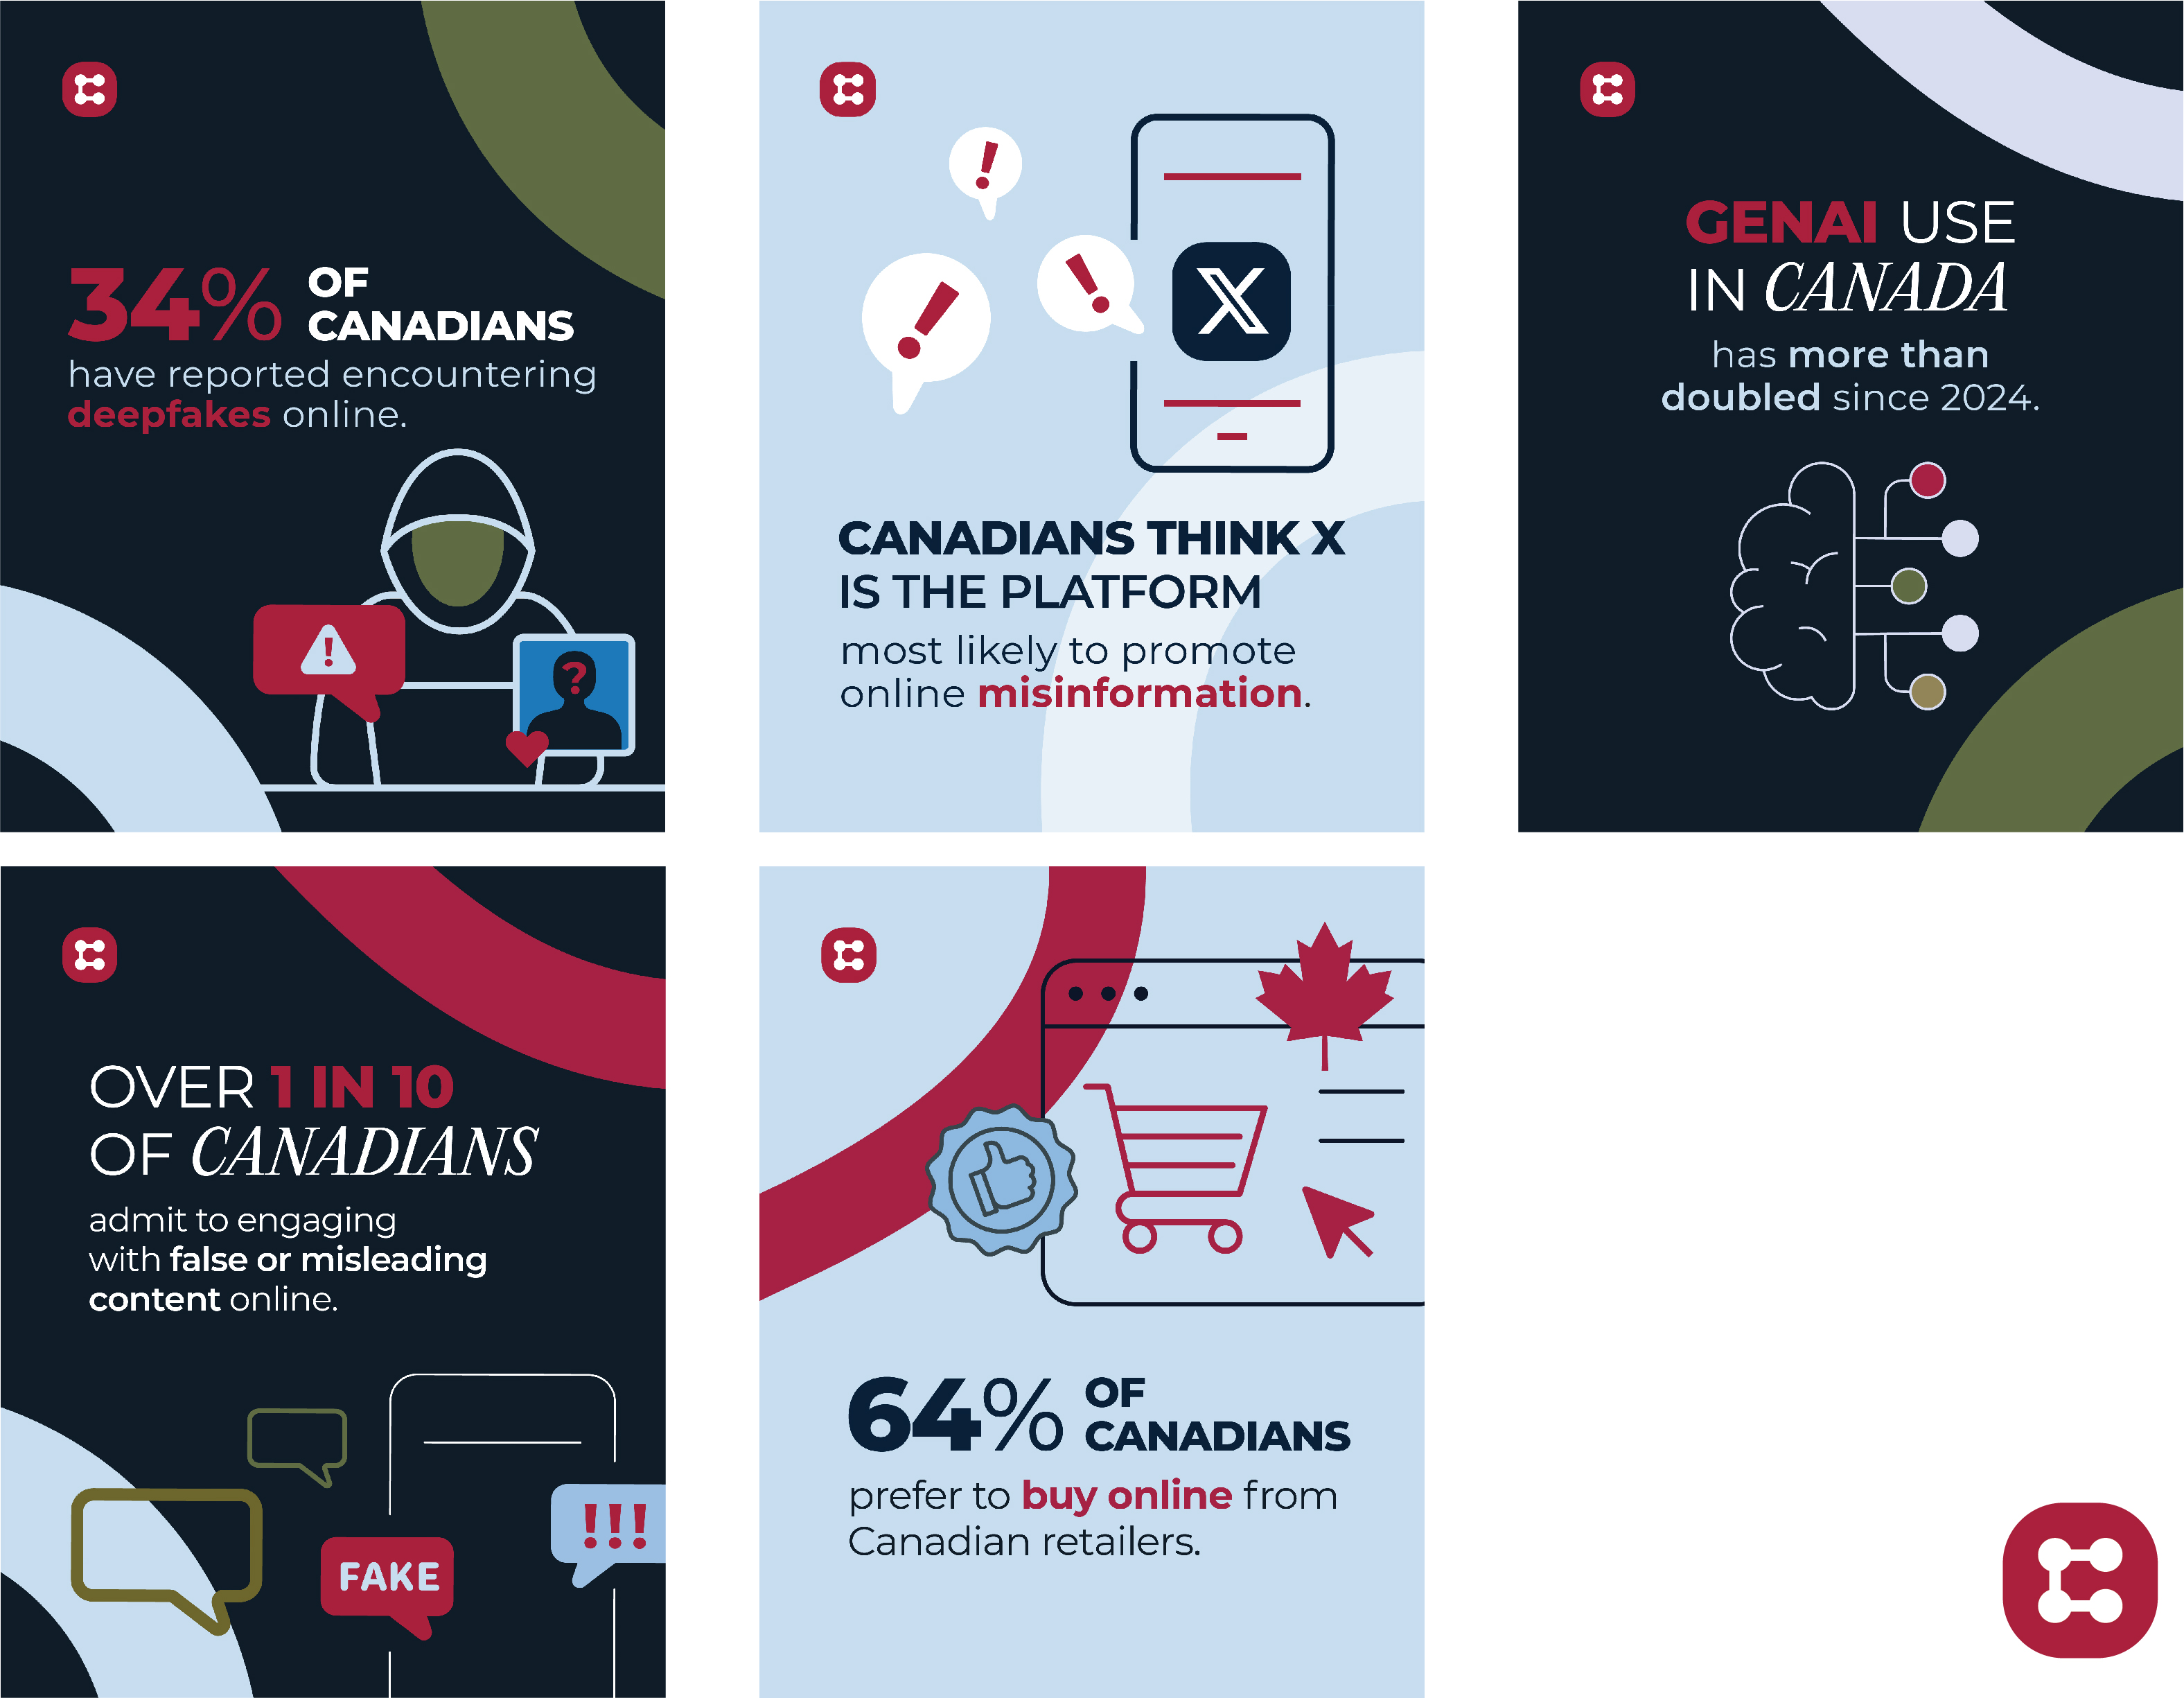 34% OF
CANADIANS
have reported encountering
deepfakes online.
!
?
!
!
!
X
CANADIANS THINK X
IS THE PLATFORM
most likely to promote
online misinformation.
GENAI USE
IN CANADA
has more than
doubled since 2024.
OVER 1 IN 10
OF CANADIANS
admit to engaging
with false or misleading
content online.
!!!
FAKE
64% OF
CANADIANS
prefer to buy online from
Canadian retailers.